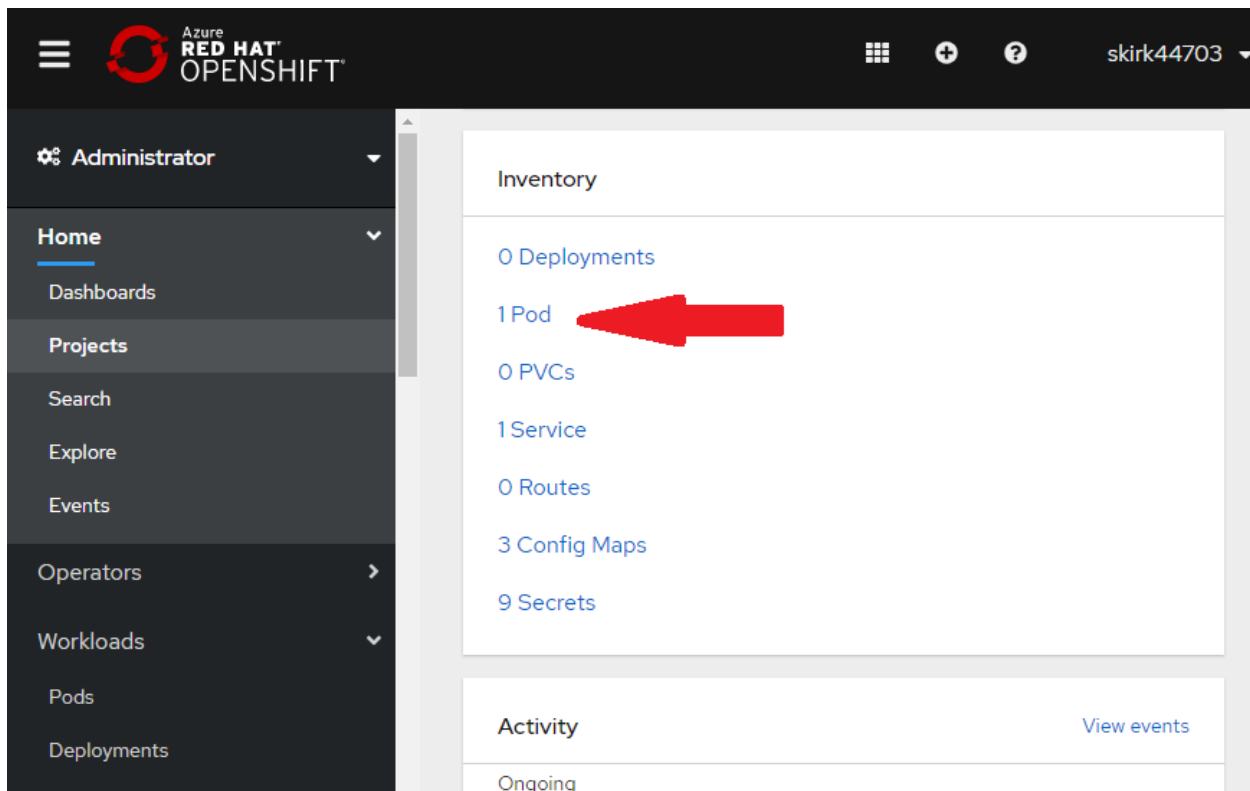 Azure
RED HAT
OPENSHIFT
skirk44703
Administrator
Home
Dashboards
Projects
Search
Explore
Events
Operators
Workloads
Pods
Deployments
Inventory
0 Deployments
1 Pod
0 PVCs
1 Service
0 Routes
3 Config Maps
9 Secrets
Activity
View events
Ongoing